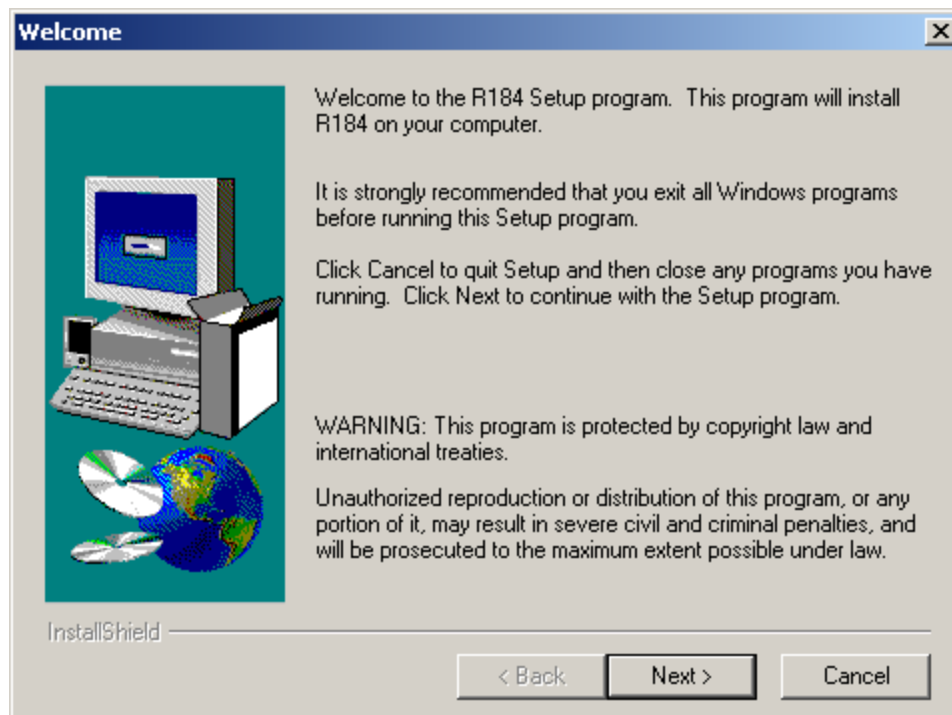 Welcome
Welcome to the R184 Setup program.  This program will install
R184 on your computer.
It is strongly recommended that you exit all Windows programs
before running this Setup program.
Click Cancel to quit Setup and then close any programs you have
running.  Click Next to continue with the Setup program.
WARNING: This program is protected by copyright law and
international treaties.
Unauthorized reproduction or distribution of this program, or any
portion of it, may result in severe civil and criminal penalties, and
will be prosecuted to the maximum extent possible under law.
InstallShield
< Back
Next >
Cancel